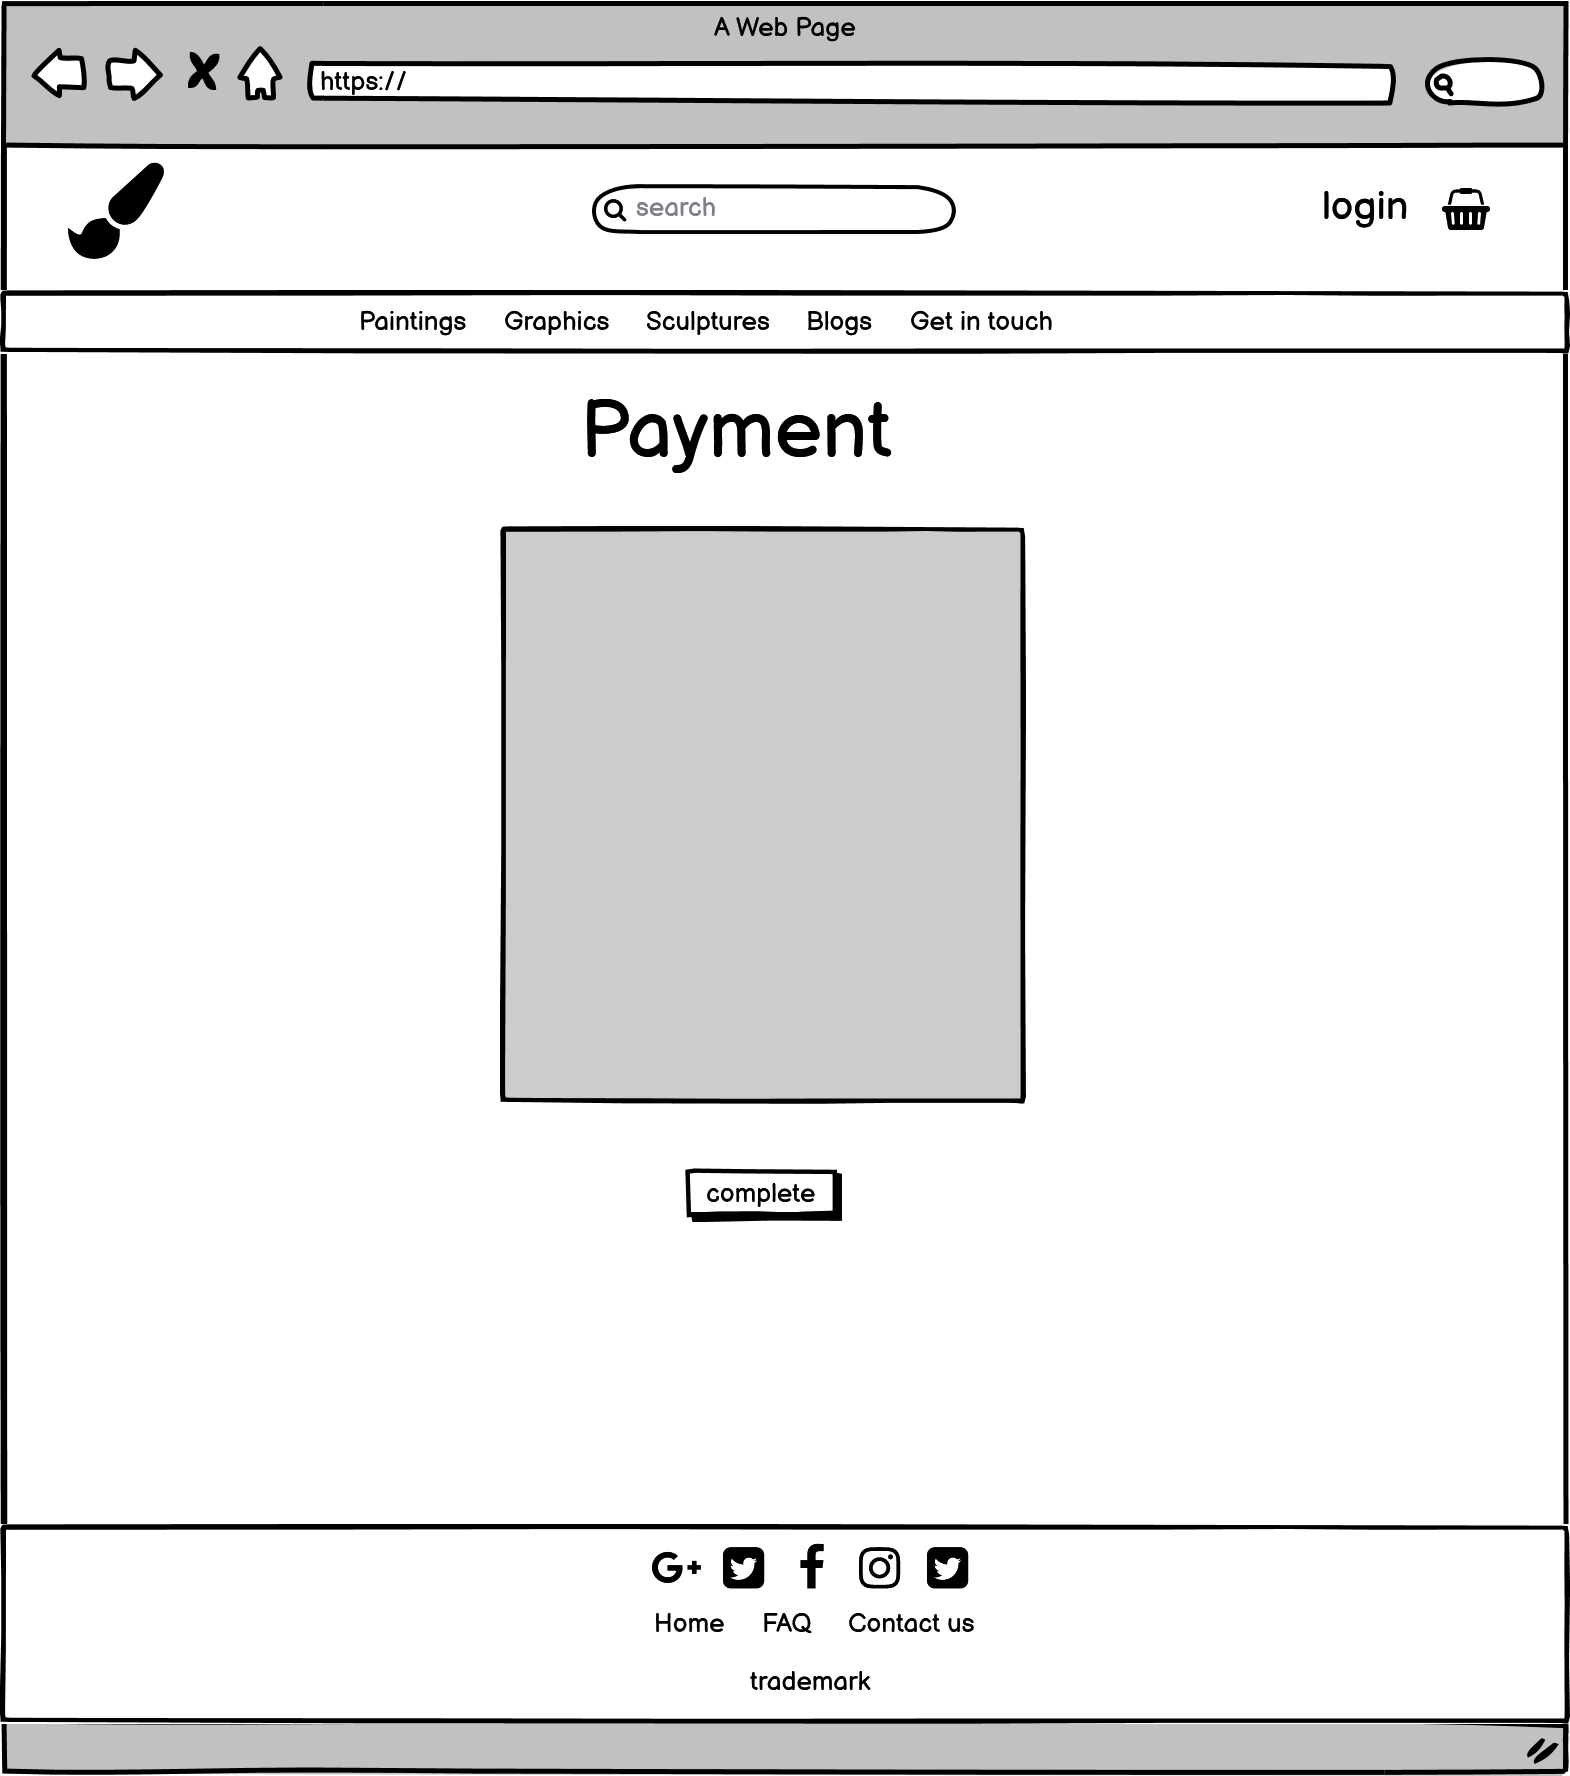 A Web Page
https://
search
login
Paintings Graphics Sculptures Blogs Get in touch
Payment
complete
Home FAQ Contact us
trademark